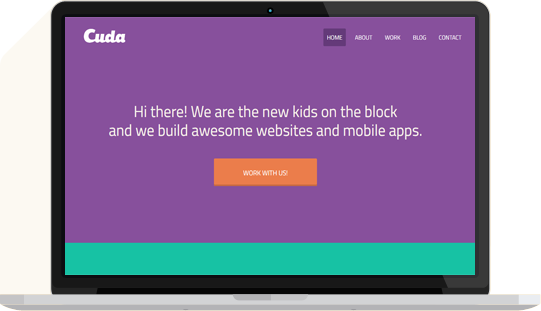 Cuda
HOME ABOUT WORK BLOG CONTACT
Hi there! We are the new kids on the block
and we build awesome websites and mobile apps.
WORK WITH US!